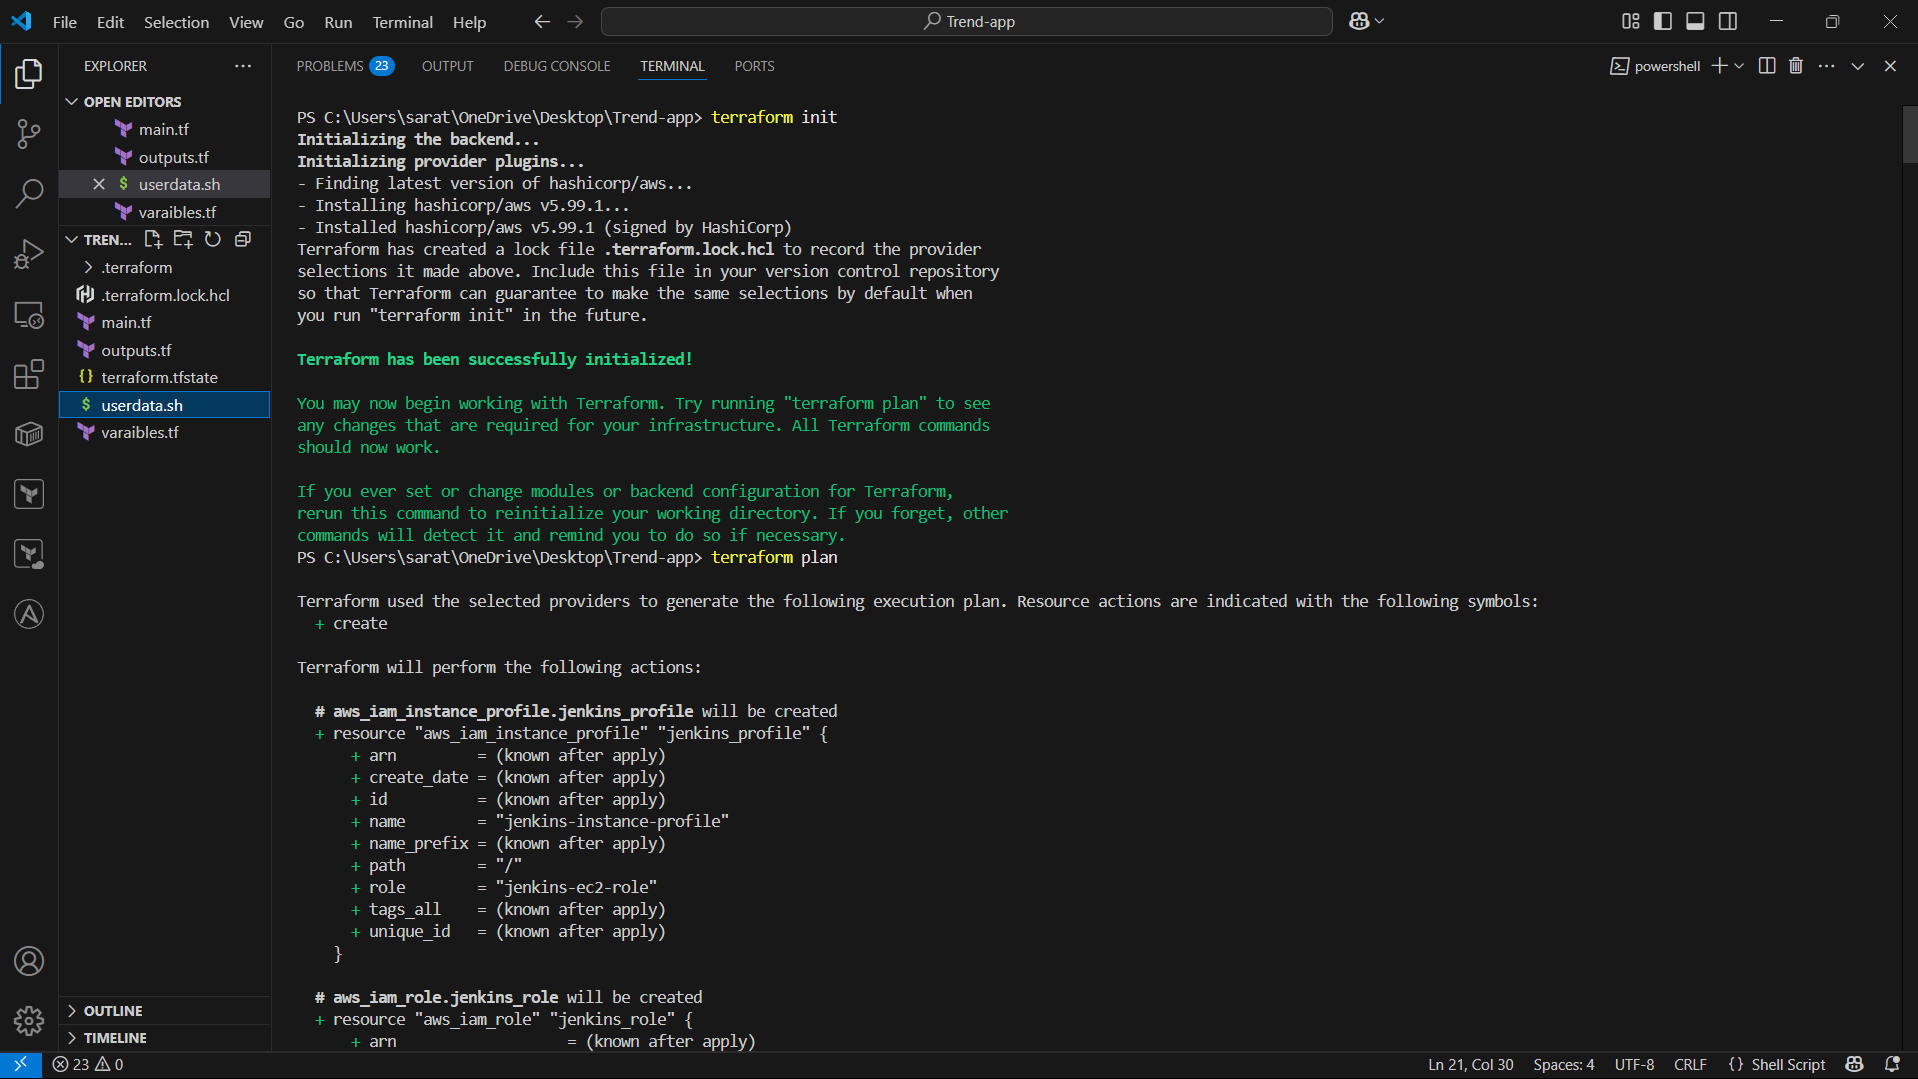 File Edit Selection View Go Run Terminal Help
Trend-app
EXPLORER
OPEN EDITORS
main.tf
outputs.tf
$ userdata.sh
varaibles.tf
TREN...
.terraform
.terraform.lock.hcl
main.tf
outputs.tf
{} terraform.tfstate
$ userdata.sh
varaibles.tf
OUTLINE
TIMELINE
PROBLEMS 23 OUTPUT DEBUG CONSOLE TERMINAL PORTS
powershell
PS C:\Users\sarat\OneDrive\Desktop\Trend-app> terraform init
Initializing the backend...
Initializing provider plugins...
- Finding latest version of hashicorp/aws...
- Installing hashicorp/aws v5.99.1...
- Installed hashicorp/aws v5.99.1 (signed by HashiCorp)
Terraform has created a lock file .terraform.lock.hcl to record the provider
selections it made above. Include this file in your version control repository
so that Terraform can guarantee to make the same selections by default when
you run "terraform init" in the future.
Terraform has been successfully initialized!
You may now begin working with Terraform. Try running "terraform plan" to see
any changes that are required for your infrastructure. All Terraform commands
should now work.
If you ever set or change modules or backend configuration for Terraform,
rerun this command to reinitialize your working directory. If you forget, other
commands will detect it and remind you to do so if necessary.
PS C:\Users\sarat\OneDrive\Desktop\Trend-app> terraform plan
Terraform used the selected providers to generate the following execution plan. Resource actions are indicated with the following symbols:
+ create
Terraform will perform the following actions:
# aws_iam_instance_profile.jenkins_profile will be created
+ resource "aws_iam_instance_profile" "jenkins_profile" {
+ arn = (known after apply)
+ create_date = (known after apply)
+ id = (known after apply)
+ name = "jenkins-instance-profile"
+ name_prefix = (known after apply)
+ path = "/"
+ role = "jenkins-ec2-role"
+ tags_all = (known after apply)
+ unique_id = (known after apply)
}
# aws_iam_role.jenkins_role will be created
+ resource "aws_iam_role" "jenkins_role" {
+ arn = (known after apply)
23 0
Ln 21, Col 30 Spaces: 4 UTF-8 CRLF {} Shell Script